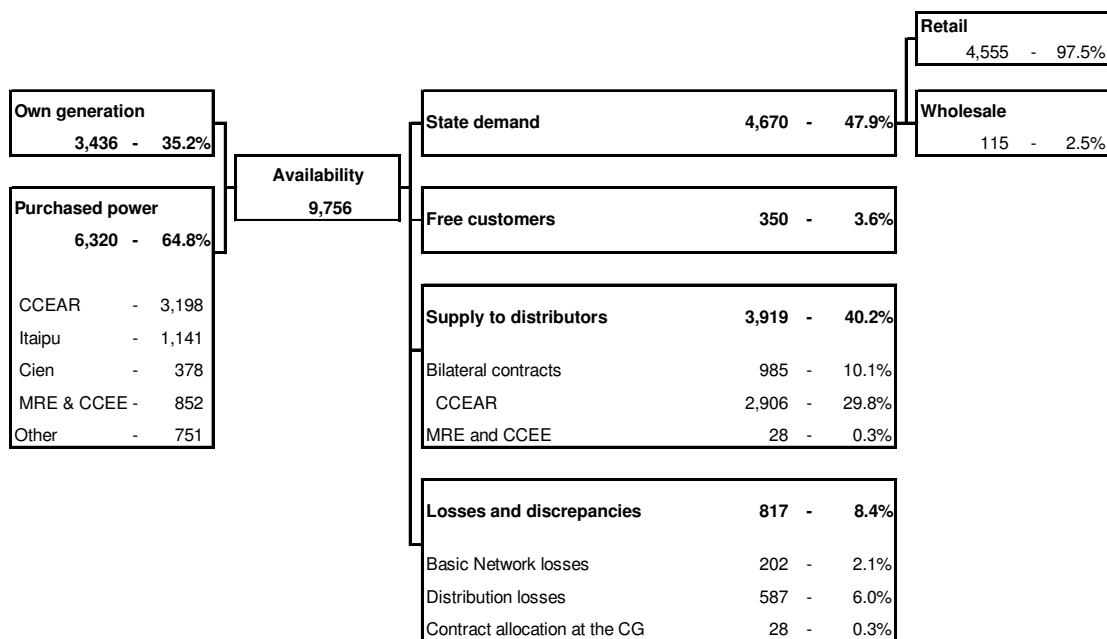 Retail
4,555 - 97.5%
Own generation
3,436 - 35.2%
State demand 4,670 - 47.9%
Wholesale
115 - 2.5%
Availability
9,756
Purchased power
6,320 - 64.8%
Free customers 350 - 3.6%
CCEAR - 3,198
Itaipu - 1,141
Cien - 378
MRE & CCEE - 852
Other - 751
Supply to distributors 3,919 - 40.2%
Bilateral contracts 985 - 10.1%
CCEAR 2,906 - 29.8%
MRE and CCEE 28 - 0.3%
Losses and discrepancies 817 - 8.4%
Basic Network losses 202 - 2.1%
Distribution losses 587 - 6.0%
Contract allocation at the CG 28 - 0.3%